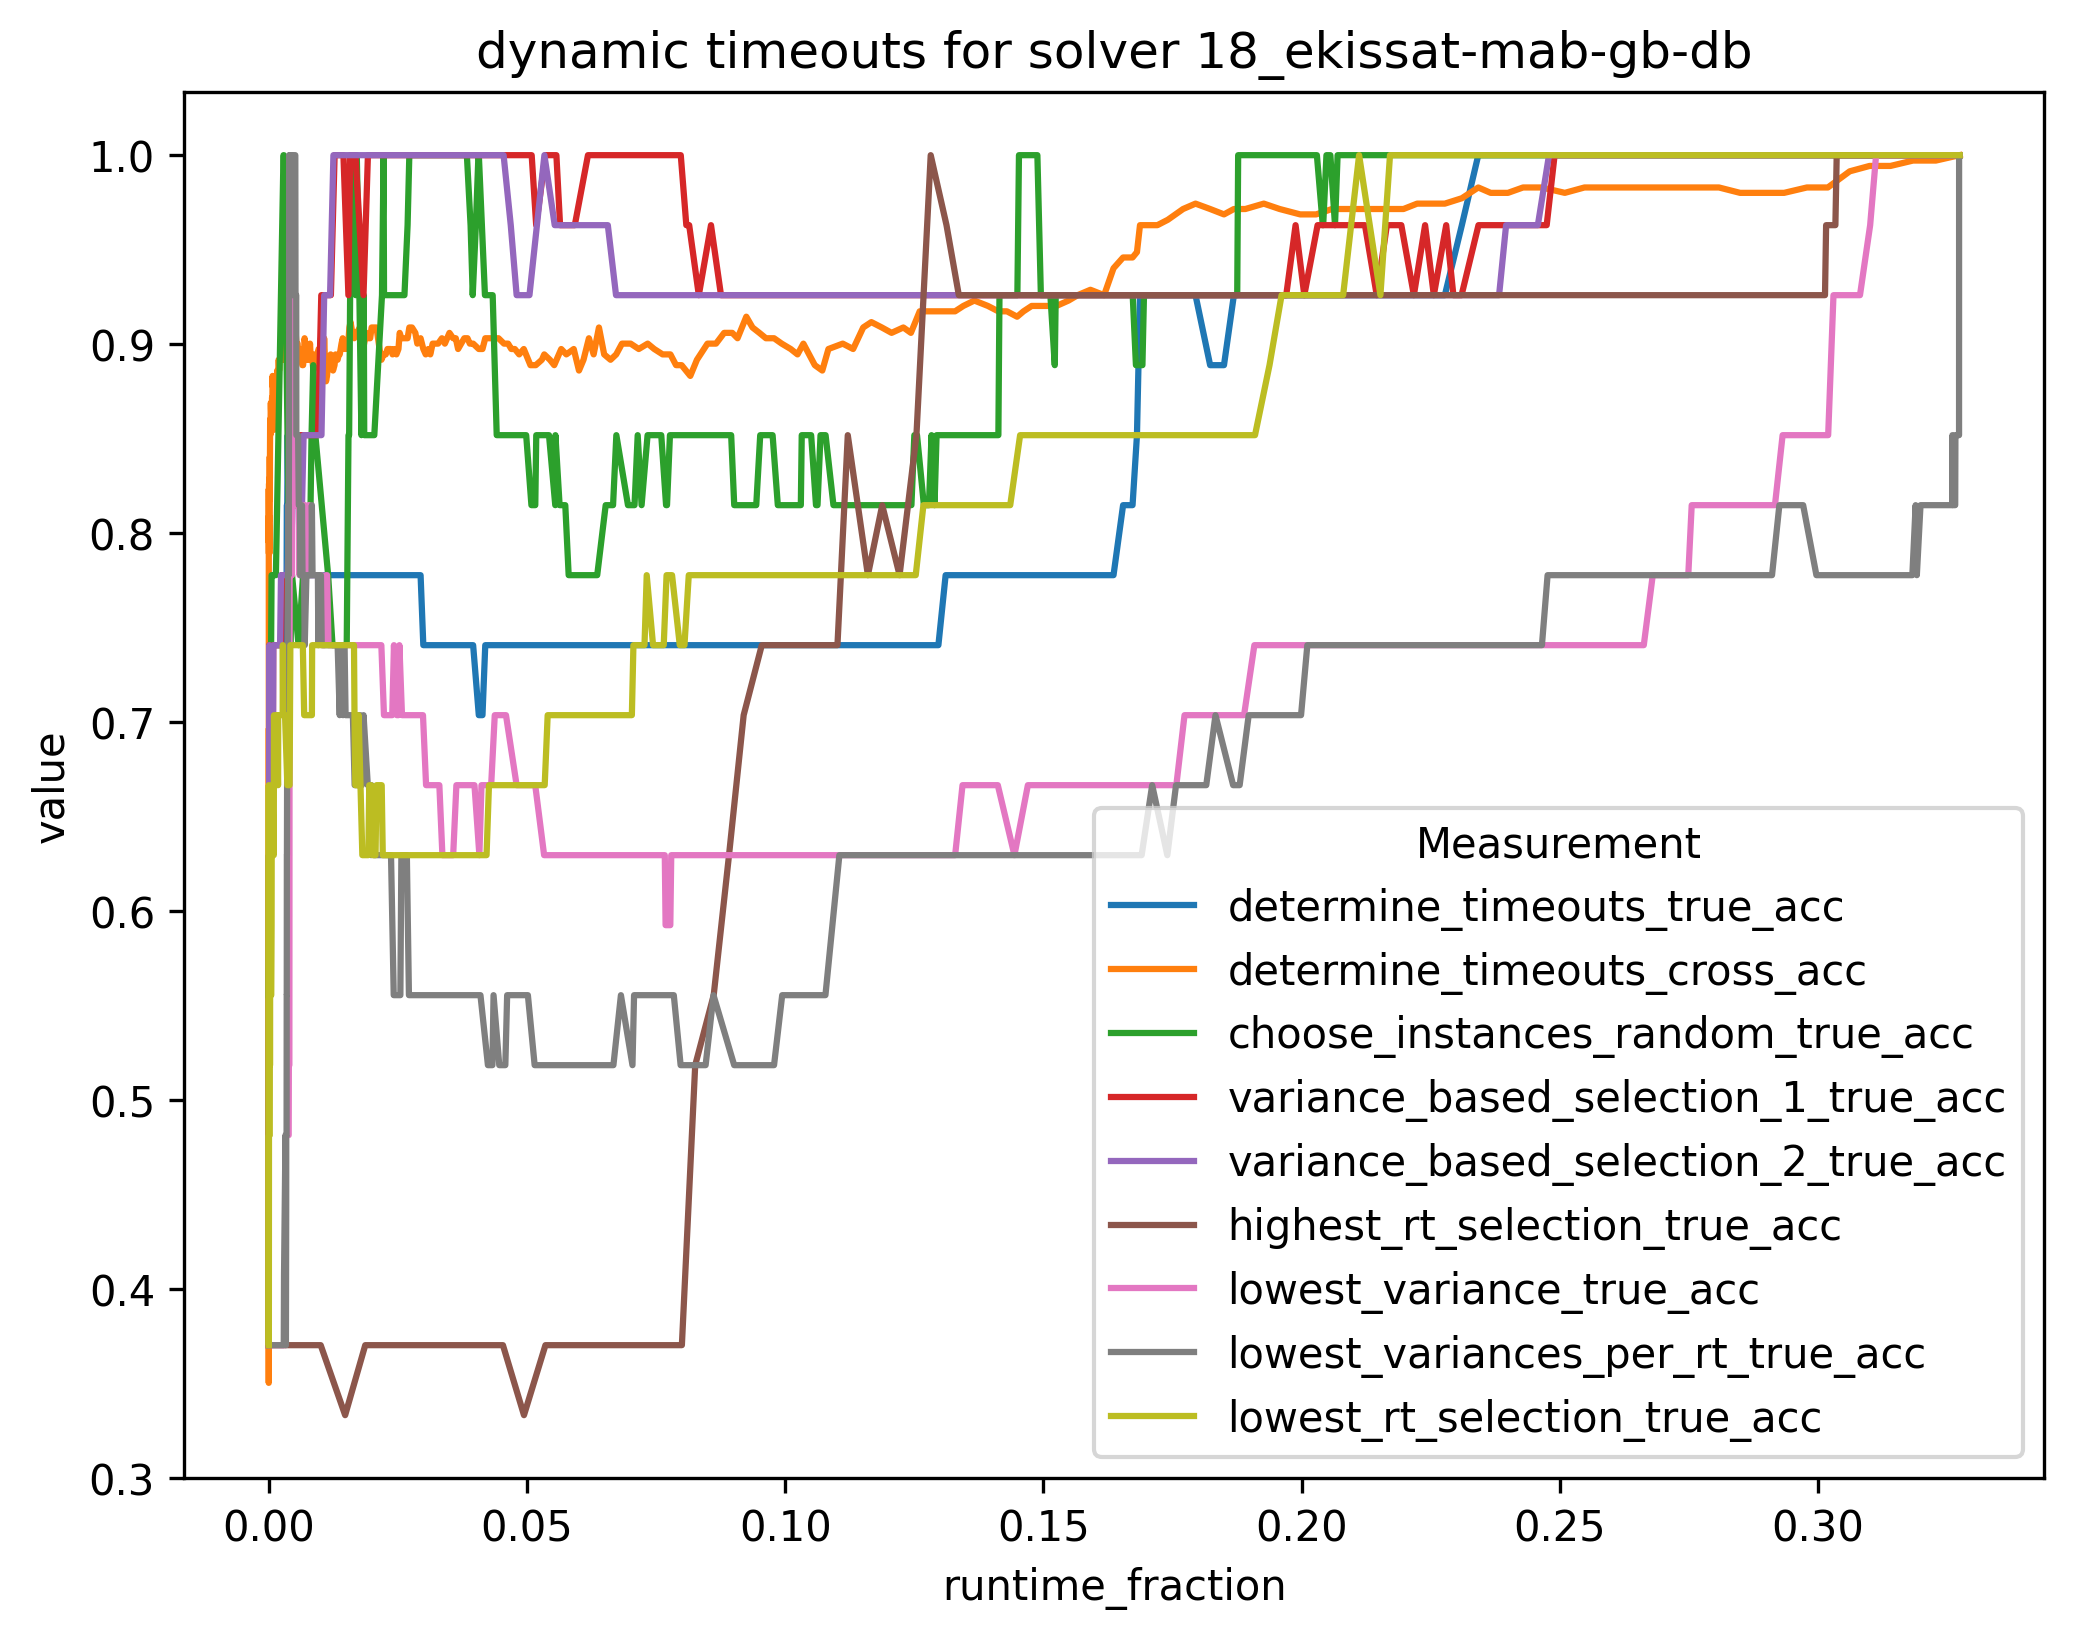 dynamic timeouts for solver 18_ekissat-mab-gb-db
1.0
0.9
0.8
0.7
0.6
0.5
0.4
0.3
value
Measurement
determine_timeouts_true_acc
determine_timeouts_cross_acc
choose_instances_random_true_acc
variance_based_selection_1_true_acc
variance_based_selection_2_true_acc
highest_rt_selection_true_acc
lowest_variance_true_acc
lowest_variances_per_rt_true_acc
lowest_rt_selection_true_acc
0.00 0.05 0.10 0.15 0.20 0.25 0.30
runtime_fraction